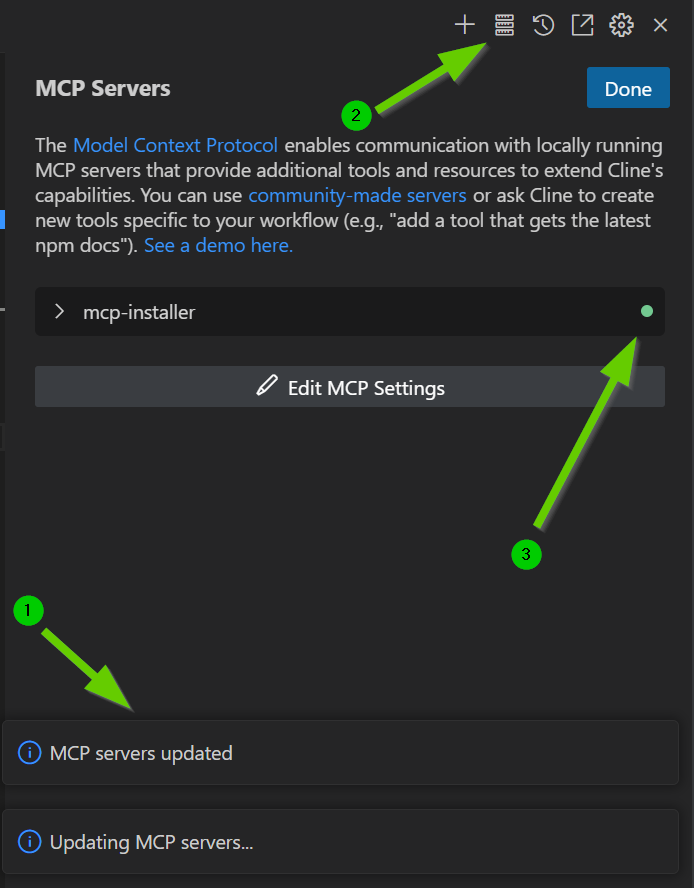 2
MCP Servers
Done
The Model Context Protocol enables communication with locally running
MCP servers that provide additional tools and resources to extend Cline's
capabilities. You can use community-made servers or ask Cline to create
new tools specific to your workflow (e.g., "add a tool that gets the latest
npm docs"). See a demo here.
mcp-installer
Edit MCP Settings
3
1
MCP servers updated
Updating MCP servers...